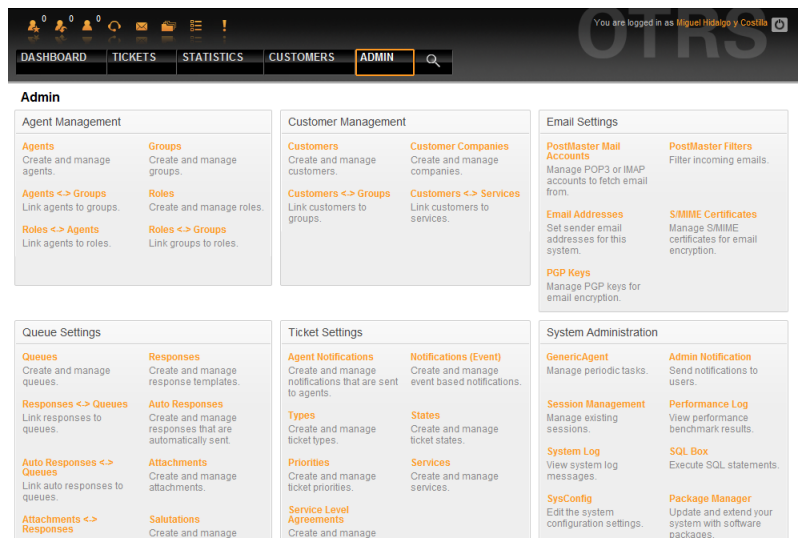 0 0 0
You are logged in as Miguel Hidalgo y Costilla
OTRS
DASHBOARD TICKETS STATISTICS CUSTOMERS ADMIN
Admin
Agent Management
Agents
Create and manage
agents.
Groups
Create and manage
groups.
Agents <-> Groups
Link agents to groups.
Roles
Create and manage roles.
Roles <-> Agents
Link agents to roles.
Roles <-> Groups
Link groups to roles.
Customer Management
Customers
Create and manage
customers.
Customer Companies
Create and manage
companies.
Customers <-> Groups
Link customers to
groups.
Customers <-> Services
Link customers to
services.
Email Settings
PostMaster Mail
Accounts
Manage POP3 or IMAP
accounts to fetch email
from.
PostMaster Filters
Filter incoming emails.
Email Addresses
Set sender email
addresses for this
system.
S/MIME Certificates
Manage S/MIME
certificates for email
encryption.
PGP Keys
Manage PGP keys for
email encryption.
Queue Settings
Queues
Create and manage
queues.
Responses
Create and manage
response templates.
Responses <-> Queues
Link responses to
queues.
Auto Responses
Create and manage
responses that are
automatically sent.
Auto Responses <->
Queues
Link auto responses to
queues.
Attachments
Create and manage
attachments.
Attachments <->
Responses
Salutations
Create and manage
Ticket Settings
Agent Notifications
Create and manage
notifications that are sent
to agents.
Notifications (Event)
Create and manage
event based notifications.
Types
Create and manage
ticket types.
States
Create and manage
ticket states.
Priorities
Create and manage
ticket priorities.
Services
Create and manage
services.
Service Level
Agreements
Create and manage
System Administration
GenericAgent
Manage periodic tasks.
Admin Notification
Send notifications to
users.
Session Management
Manage existing
sessions.
Performance Log
View performance
benchmark results.
System Log
View system log
messages.
SQL Box
Execute SQL statements.
SysConfig
Edit the system
configuration settings.
Package Manager
Update and extend your
system with software
packages.